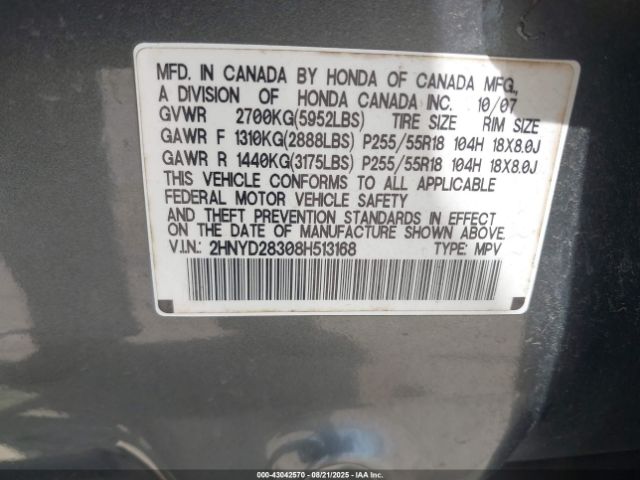 MFD. IN CANADA BY HONDA OF CANADA MFG.,
A DIVISION OF HONDA CANADA INC. 10/07
GVWR 2700KG(5952LBS) TIRE SIZE RIM SIZE
GAWR F 1310KG(2888LBS) P255/55R18 104H 18X8.0J
GAWR R 1440KG(3175LBS) P255/55R18 104H 18X8.0J
THIS VEHICLE CONFORMS TO ALL APPLICABLE
FEDERAL MOTOR VEHICLE SAFETY
AND THEFT PREVENTION STANDARDS IN EFFECT
ON THE DATE OF MANUFACTURE SHOWN ABOVE.
V.I.N.: 2HNYD28308H513168 TYPE: MPV
000-43042570 - 08/21/2025 - IAAI.COM